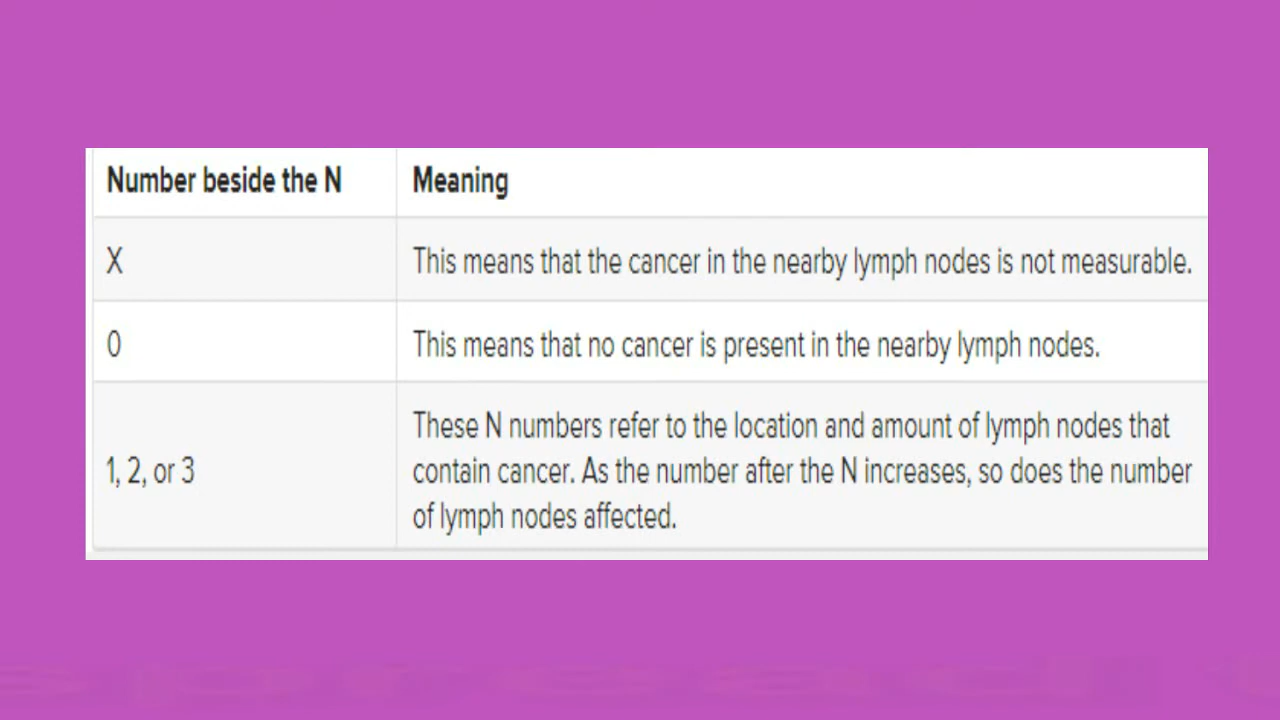 Number beside the N Meaning
X This means that the cancer in the nearby lymph nodes is not measurable.
0 This means that no cancer is present in the nearby lymph nodes.
These N numbers refer to the location and amount of lymph nodes that
1, 2, or 3 contain cancer. As the number after the N increases, so does the number
of lymph nodes affected.